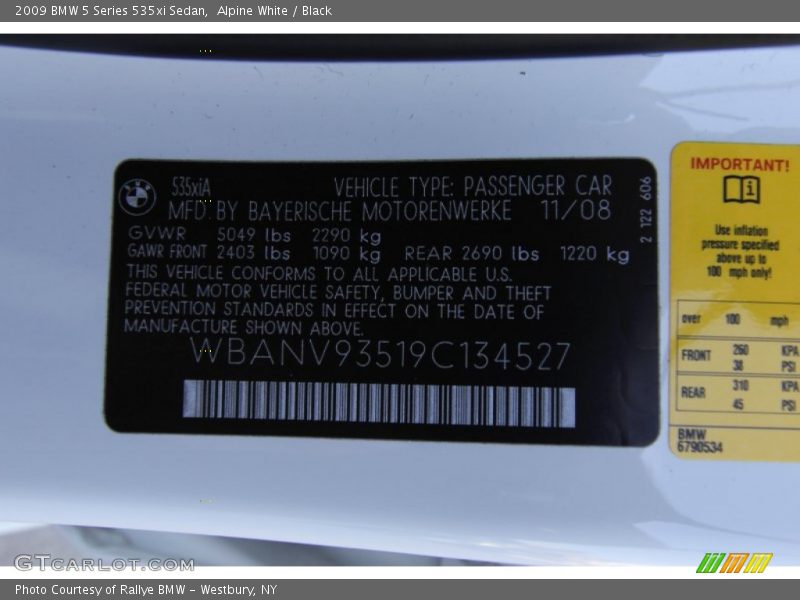 2009 BMW 5 Series 535xi Sedan, Alpine White / Black
535xiA VEHICLE TYPE: PASSENGER CAR
MFD. BY BAYERISCHE MOTORENWERKE 11/08
GVWR 5049 lbs 2290 kg
GAWR FRONT 2403 lbs 1090 kg REAR 2690 lbs 1220 kg
THIS VEHICLE CONFORMS TO ALL APPLICABLE U.S.
FEDERAL MOTOR VEHICLE SAFETY, BUMPER AND THEFT
PREVENTION STANDARDS IN EFFECT ON THE DATE OF
MANUFACTURE SHOWN ABOVE.
WBANV93519C134527
2 122 606
IMPORTANT!
Use inflation
pressure specified
above up to
100 mph only!
over 100 mph
FRONT 260 KPA
38 PSI
REAR 310 KPA
45 PSI
BMW
6790534
GTCARLOT.COM
Photo Courtesy of Rallye BMW - Westbury, NY